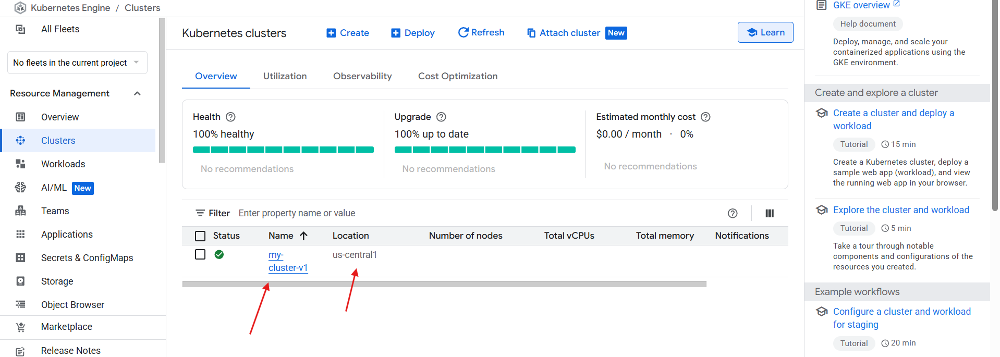 Kubernetes Engine / Clusters
All Fleets
No fleets in the current project
Resource Management
Overview
Clusters
Workloads
AI/ML New
Teams
Applications
Secrets & ConfigMaps
Storage
Object Browser
Marketplace
Release Notes
Kubernetes clusters Create Deploy Refresh Attach cluster New Learn
Overview Utilization Observability Cost Optimization
Health
100% healthy
No recommendations
Upgrade
100% up to date
No recommendations
Estimated monthly cost
$0.00 / month · 0%
No recommendations
Filter Enter property name or value
Status Name Location Number of nodes Total vCPUs Total memory Notifications
my- us-central1
cluster-v1
GKE overview
Help document
Deploy, manage, and scale your
containerized applications using the
GKE environment.
Create and explore a cluster
Create a cluster and deploy a
workload
Tutorial 15 min
Create a Kubernetes cluster, deploy a
sample web app (workload), and view
the running web app in your browser.
Explore the cluster and workload
Tutorial 5 min
Take a tour through notable
components and configurations of the
resources you created.
Example workflows
Configure a cluster and workload
for staging
Tutorial 20 min